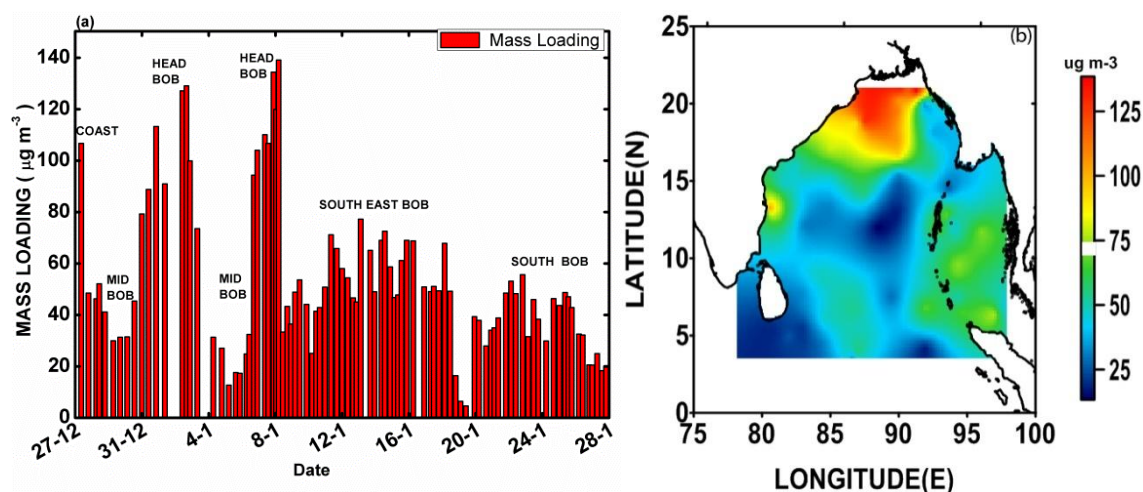 (a)
Mass Loading
MASS LOADING ( μg m-3)
140
120
100
80
60
40
20
0
COAST
MID
BOB
HEAD
BOB
MID
BOB
HEAD
BOB
SOUTH EAST BOB
SOUTH BOB
27-12
31-12
4-1
8-1
12-1
16-1
20-1
24-1
28-1
Date
(b)
LATITUDE(N)
25
20
15
10
5
0
75
80
85
90
95
100
LONGITUDE(E)
ug m-3
125
100
75
50
25